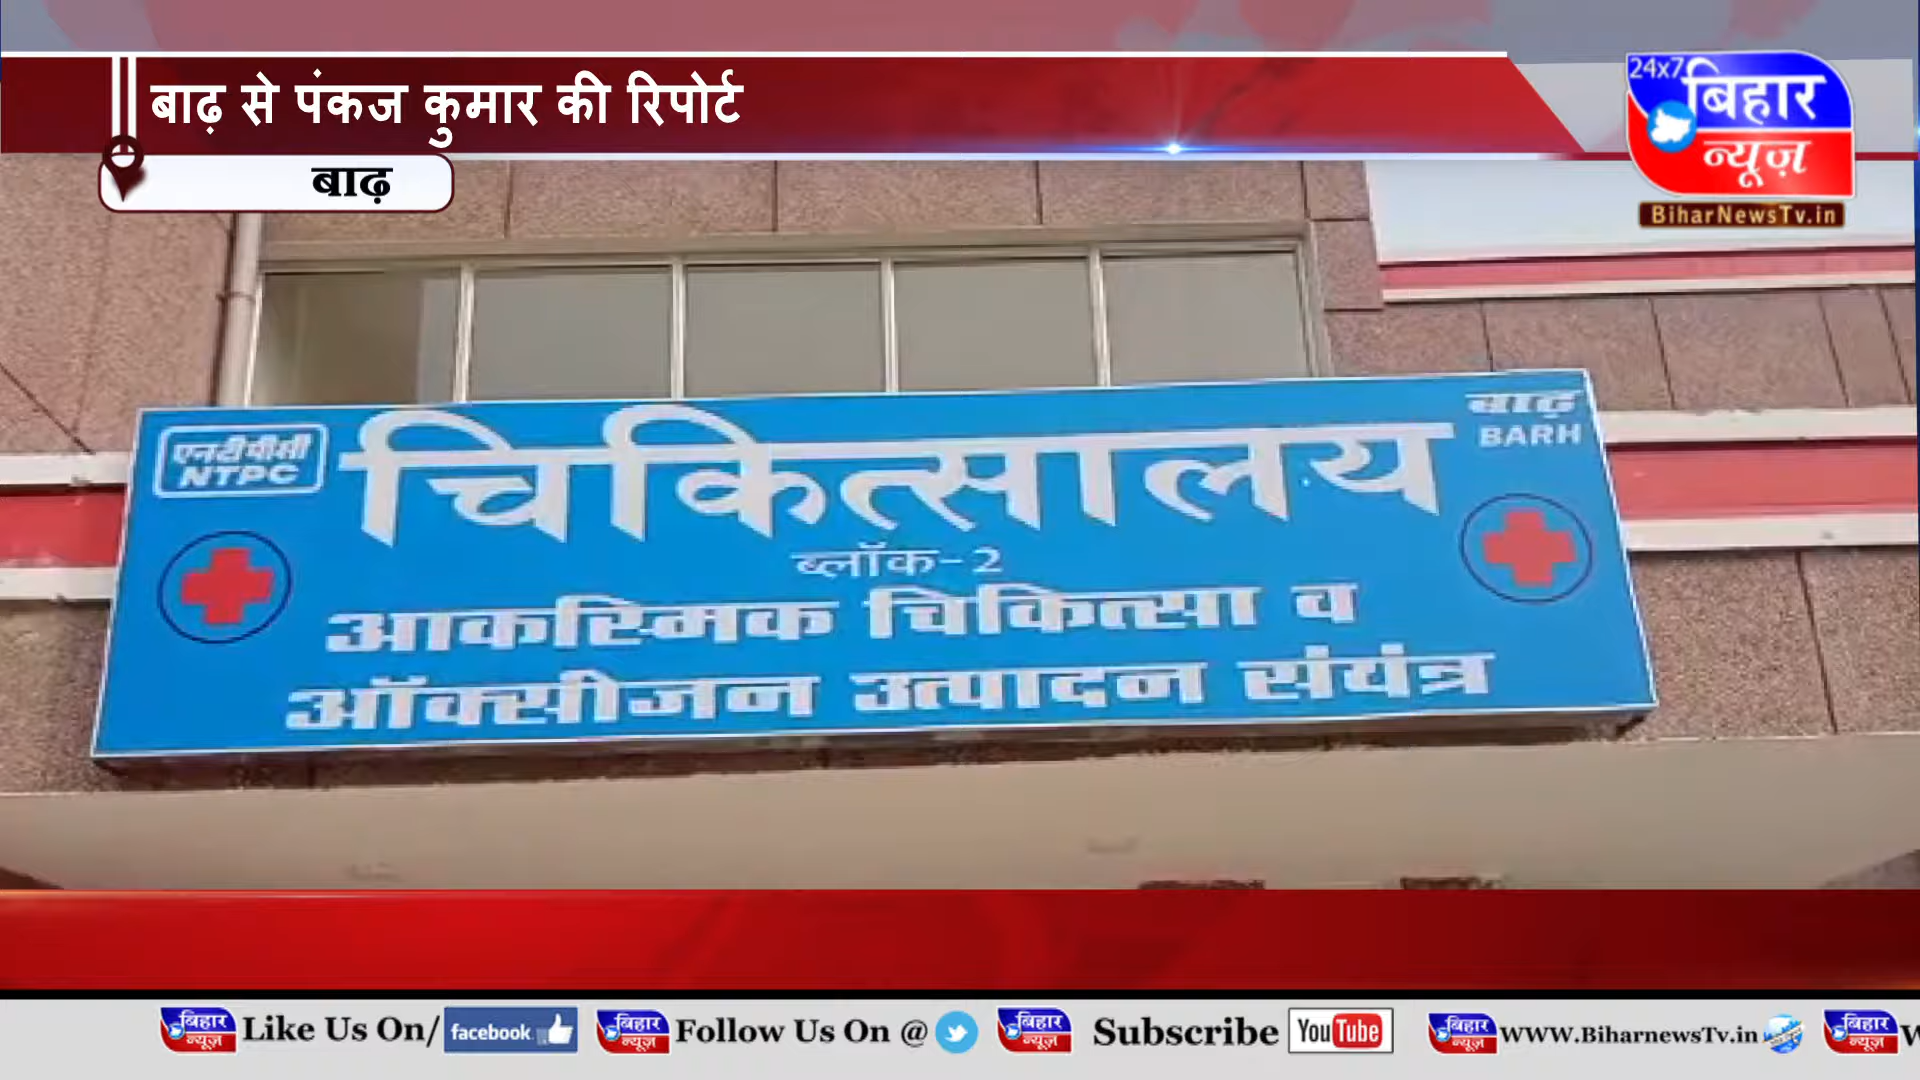 बाढ़ से पंकज कुमार की रिपोर्ट
बाढ़
24x7
बिहार
न्यूज़
BiharNewsTv.in
एनटीपीसी
NTPC
चिकित्सालय
बाढ़
BARH
ब्लॉक-2
आकस्मिक चिकित्सा व
ऑक्सीजन उत्पादन संयंत्र
बिहार न्यूज़ Like Us On/ facebook बिहार न्यूज़ Follow Us On @ बिहार न्यूज़ Subscribe YouTube बिहार न्यूज़ www.BiharnewsTv.in बिहार न्यूज़